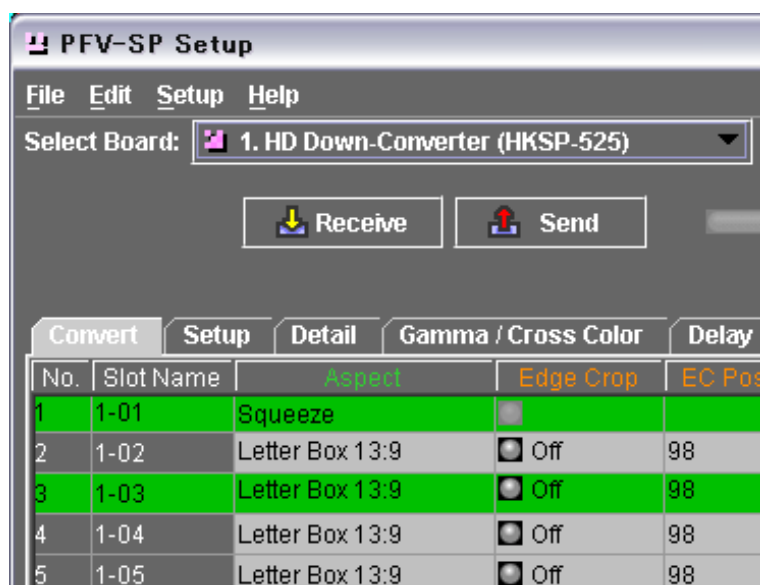 PFV-SP Setup
File Edit Setup Help
Select Board: 1. HD Down-Converter (HKSP-525)
Receive Send
Convert Setup Detail Gamma / Cross Color Delay
No. Slot Name Aspect Edge Crop EC Pos
1 1-01 Squeeze
2 1-02 Letter Box 13:9 Off 98
3 1-03 Letter Box 13:9 Off 98
4 1-04 Letter Box 13:9 Off 98
5 1-05 Letter Box 13:9 Off 98